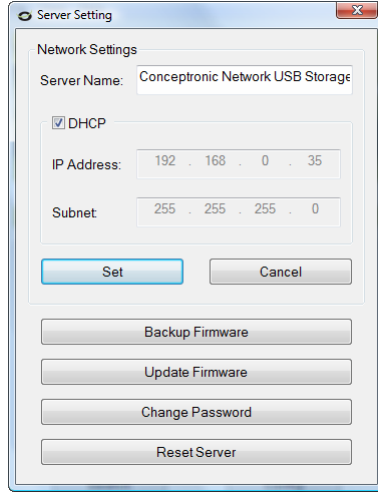 Server Setting
Network Settings
Server Name: Conceptronic Network USB Storage
DHCP
IP Address: 192 . 168 . 0 . 35
Subnet: 255 . 255 . 255 . 0
Set Cancel
Backup Firmware
Update Firmware
Change Password
Reset Server